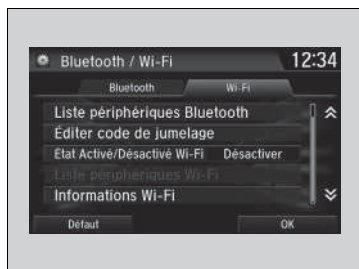 Bluetooth / Wi-Fi
12:34
Bluetooth
Wi-Fi
Liste périphériques Bluetooth
Éditer code de jumelage
État Activé/Désactivé Wi-Fi Désactiver
Liste périphériques Wi-Fi
Informations Wi-Fi
Défaut
OK